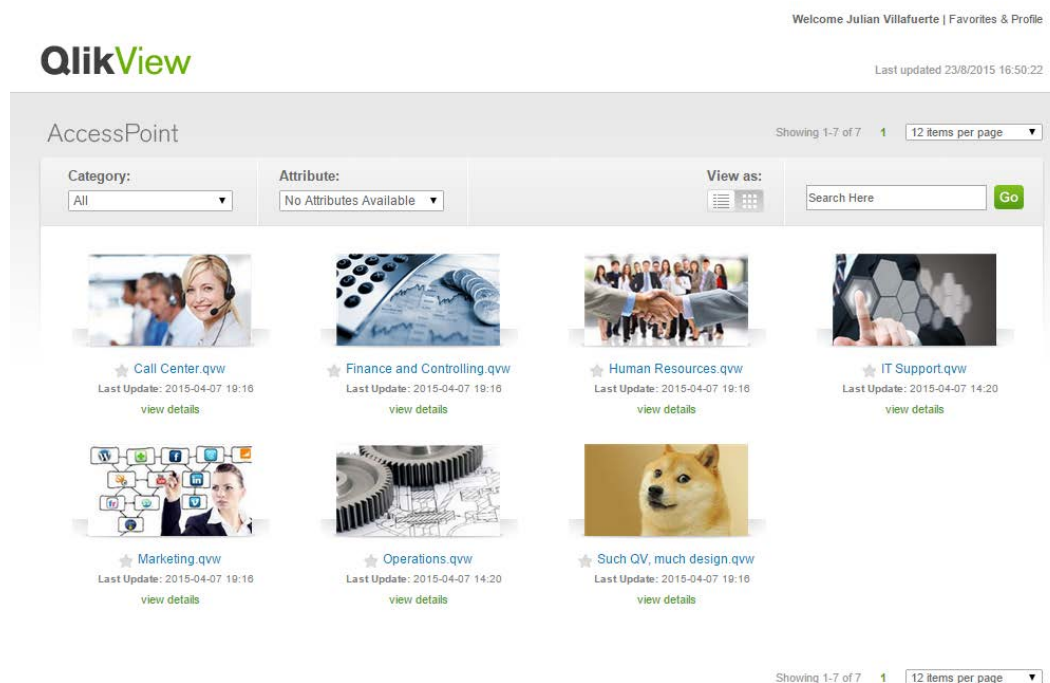 Welcome Julian Villafuerte | Favorites & Profile
QlikView
Last updated 23/8/2015 16:50:22
AccessPoint
Showing 1-7 of 7 1 12 items per page
Category:
Attribute:
View as:
All
No Attributes Available
Search Here
Go
Call Center.qvw
Finance and Controlling.qvw
Human Resources.qvw
IT Support.qvw
Last Update: 2015-04-07 19:16
Last Update: 2015-04-07 19:16
Last Update: 2015-04-07 19:16
Last Update: 2015-04-07 14:20
view details
view details
view details
view details
Marketing.qvw
Operations.qvw
Such QV, much design.qvw
Last Update: 2015-04-07 19:16
Last Update: 2015-04-07 14:20
Last Update: 2015-04-07 19:16
view details
view details
view details
Showing 1-7 of 7 1 12 items per page